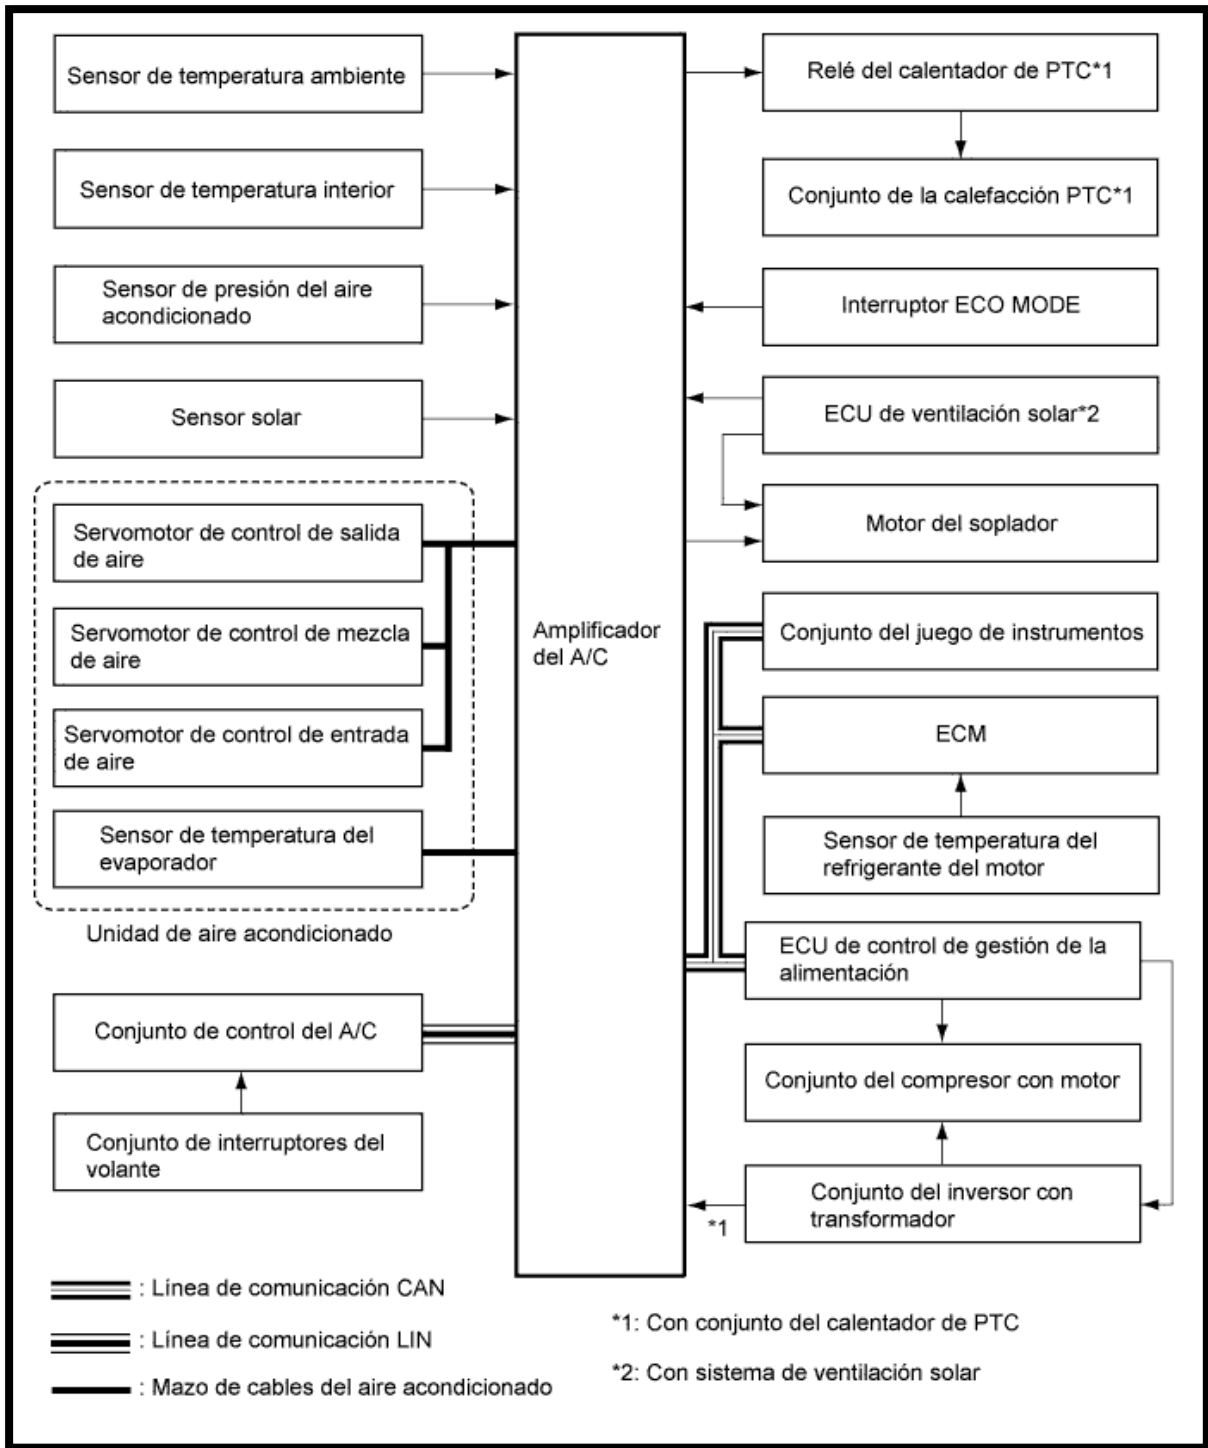 Sensor de temperatura ambiente
Sensor de temperatura interior
Sensor de presión del aire
acondicionado
Sensor solar
Servomotor de control de salida
de aire
Servomotor de control de mezcla
de aire
Servomotor de control de entrada
de aire
Sensor de temperatura del
evaporador
Unidad de aire acondicionado
Conjunto de control del A/C
Conjunto de interruptores del
volante
Amplificador
del A/C
Relé del calentador de PTC*1
Conjunto de la calefacción PTC*1
Interruptor ECO MODE
ECU de ventilación solar*2
Motor del soplador
Conjunto del juego de instrumentos
ECM
Sensor de temperatura del
refrigerante del motor
ECU de control de gestión de la
alimentación
Conjunto del compresor con motor
Conjunto del inversor con
transformador
*1
: Línea de comunicación CAN
: Línea de comunicación LIN
: Mazo de cables del aire acondicionado
*1: Con conjunto del calentador de PTC
*2: Con sistema de ventilación solar